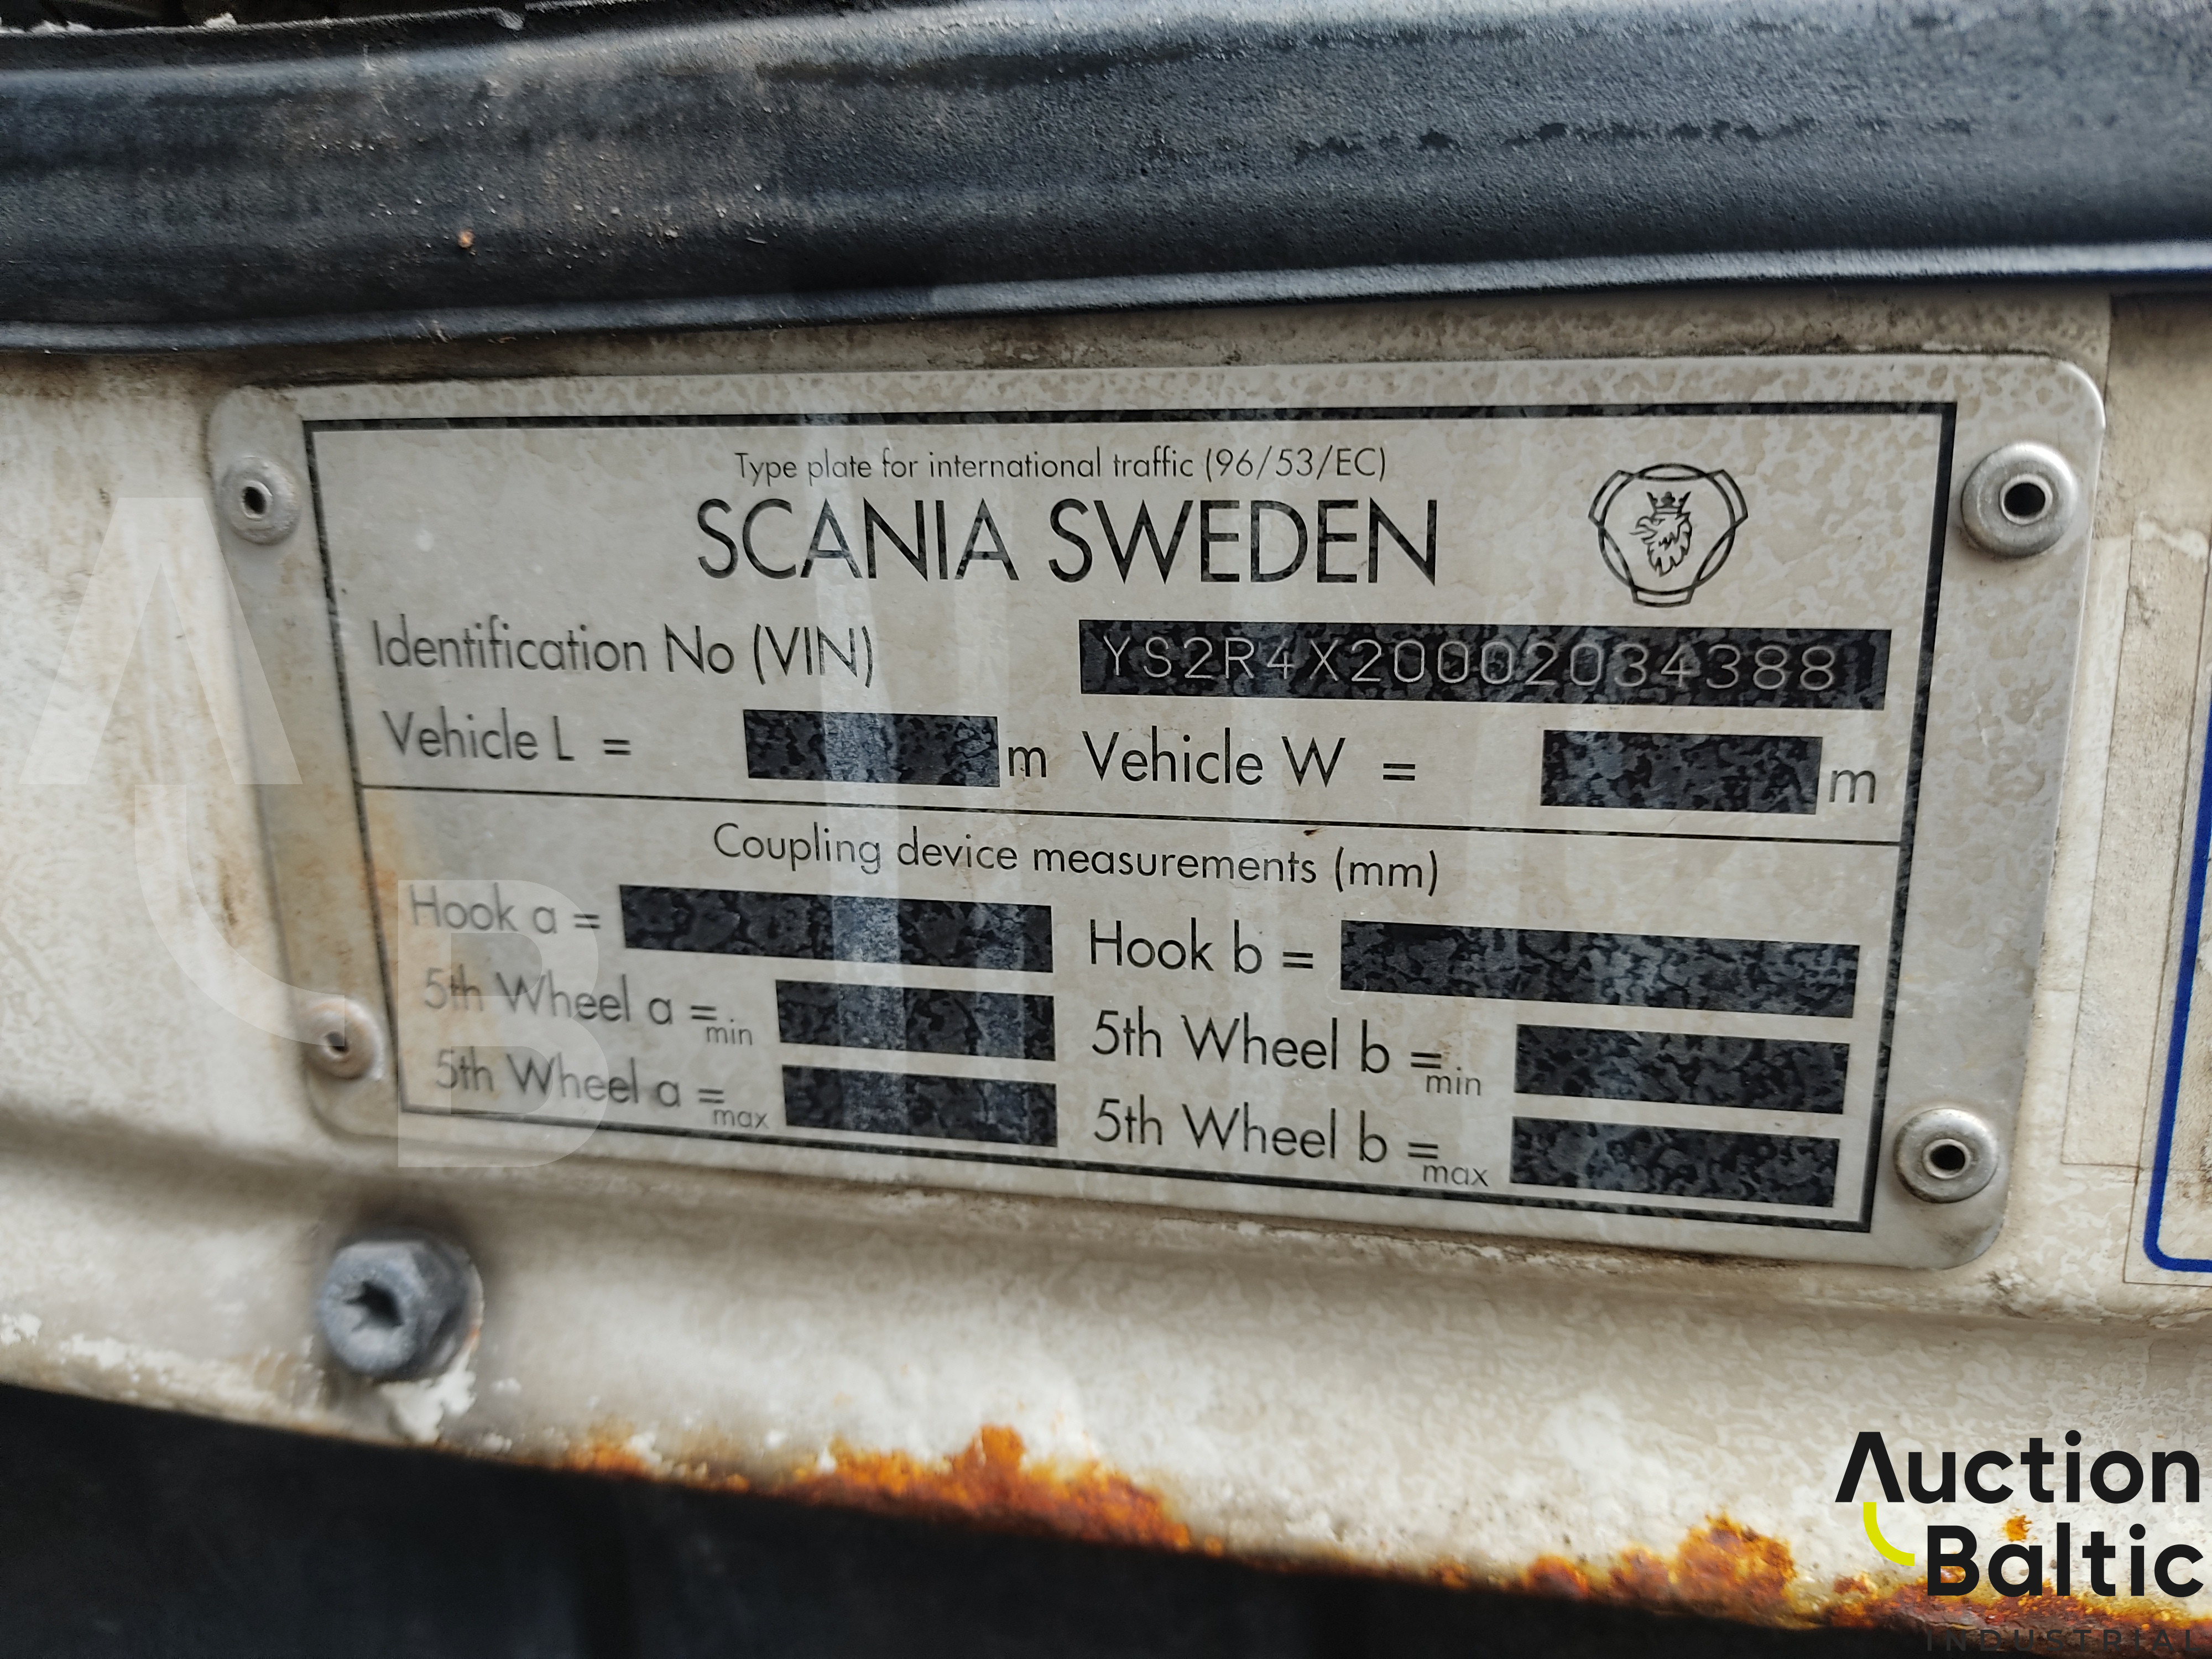 Type plate for international traffic (96/53/EC)
SCANIA SWEDEN
Identification No (VIN) YS2R4X20002034388
Vehicle L = m Vehicle W = m
Coupling device measurements (mm)
Hook a = Hook b =
5th Wheel a = min 5th Wheel b = min
5th Wheel a = max 5th Wheel b = max
A
B
Auction
Baltic
INDUSTRIAL